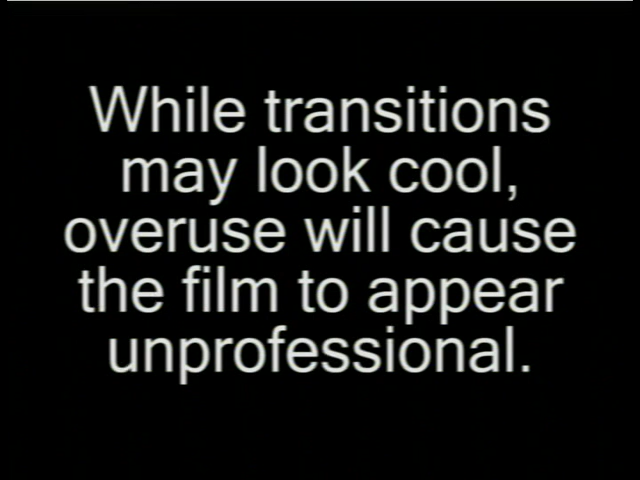 While transitions
may look cool,
overuse will cause
the film to appear
unprofessional.